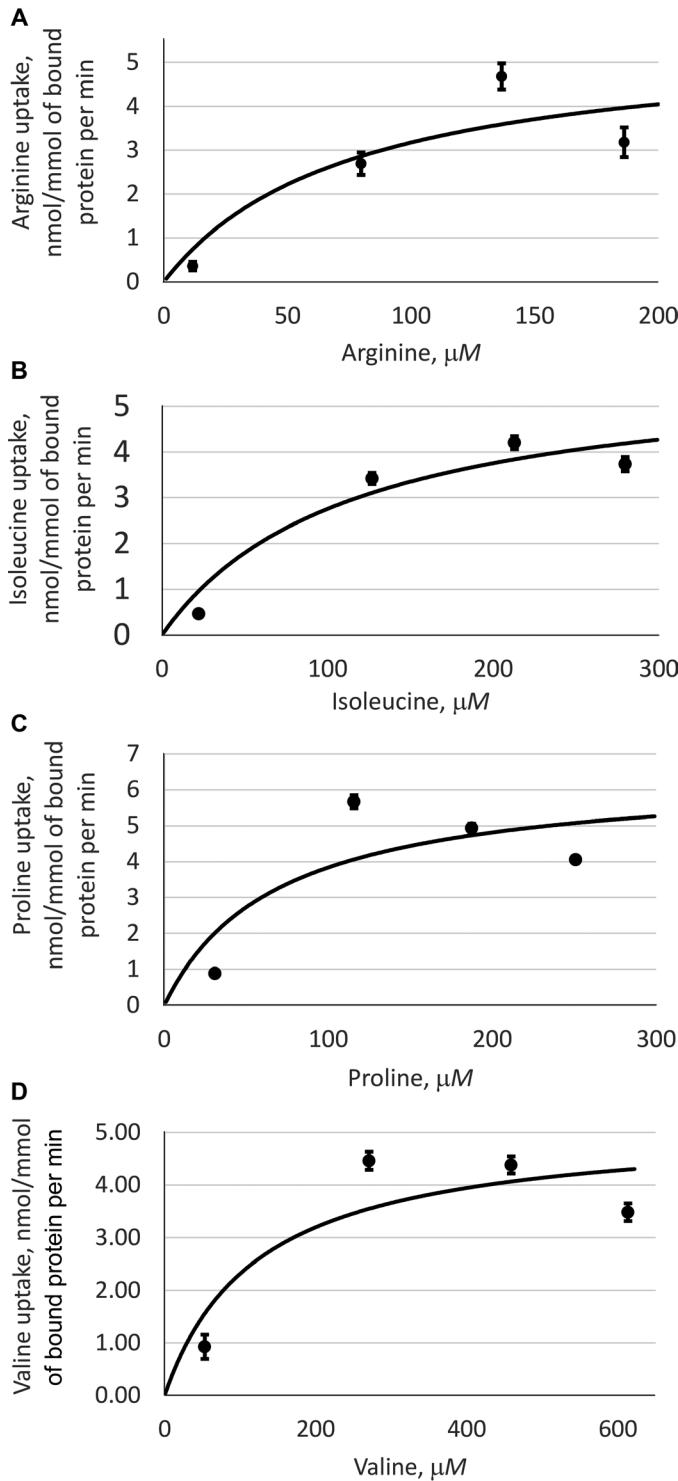 A
Arginine uptake,
nmol/mmol of bound
protein per min
5
4
3
2
1
0
0 50 100 150 200
Arginine, μM
B
Isoleucine uptake,
nmol/mmol of bound
protein per min
5
4
3
2
1
0
0 100 200 300
Isoleucine, μM
C
Proline uptake,
nmol/mmol of bound
protein per min
7
6
5
4
3
2
1
0
0 100 200 300
Proline, μM
D
Valine uptake, nmol/mmol
of bound protein per min
5.00
4.00
3.00
2.00
1.00
0.00
0 200 400 600
Valine, μM